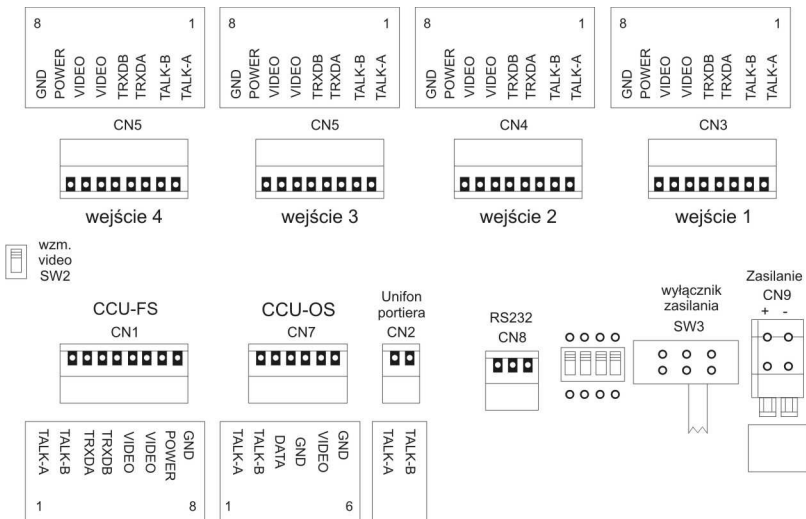 8 1
GND
POWER
VIDEO
VIDEO
TRXDB
TRXDA
TALK-B
TALK-A
CN5
wejście 4
8 1
GND
POWER
VIDEO
VIDEO
TRXDB
TRXDA
TALK-B
TALK-A
CN5
wejście 3
8 1
GND
POWER
VIDEO
VIDEO
TRXDB
TRXDA
TALK-B
TALK-A
CN4
wejście 2
8 1
GND
POWER
VIDEO
VIDEO
TRXDB
TRXDA
TALK-B
TALK-A
CN3
wejście 1
wzm.
video
SW2
CCU-FS
CN1
TALK-A
TALK-B
TRXDA
TRXDB
VIDEO
VIDEO
POWER
GND
1 8
CCU-OS
CN7
TALK-A
TALK-B
DATA
GND
VIDEO
GND
1 6
Unifon
portiera
CN2
TALK-A
TALK-B
RS232
CN8
wyłącznik
zasilania
SW3
Zasilanie
CN9
+ -